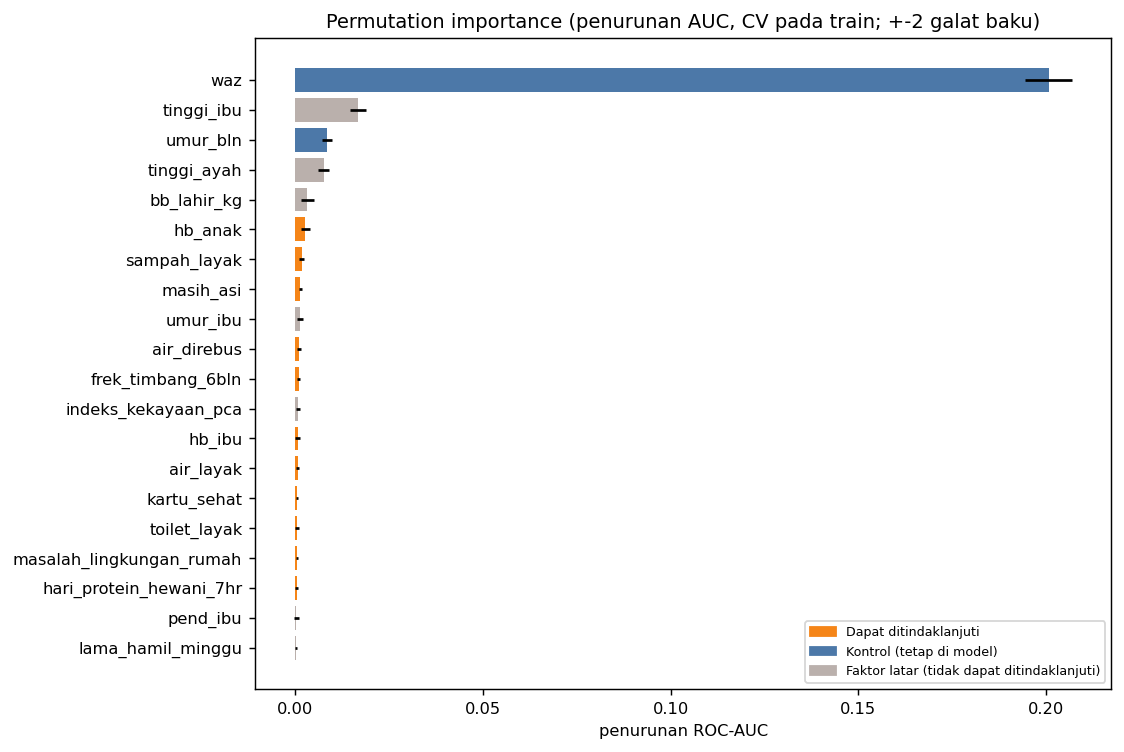 Permutation importance (penurunan AUC, CV pada train; +-2 galat baku)
waz
tinggi_ibu
umur_bln
tinggi_ayah
bb_lahir_kg
hb_anak
sampah_layak
masih_asi
umur_ibu
air_direbus
frek_timbang_6bln
indeks_kekayaan_pca
hb_ibu
air_layak
kartu_sehat
toilet_layak
masalah_lingkungan_rumah
hari_protein_hewani_7hr
pend_ibu
lama_hamil_minggu
Dapat ditindaklanjuti
Kontrol (tetap di model)
Faktor latar (tidak dapat ditindaklanjuti)
0.00 0.05 0.10 0.15 0.20
penurunan ROC-AUC